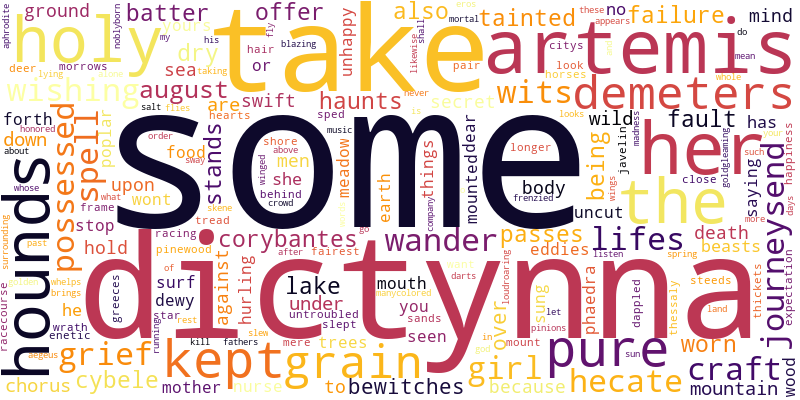 some
take
dictynna
artemis
holy
her
the
demeters
hounds
pure
kept
grain
grief
craft
lifes
journeysend
possessed
spell
wishing
wits
girl
hecate
wander
corybantes
failure
tainted
offer
batter
ground
august
haunts
swift
dry
yours
also
mind
no
fault
wild
being
secret
unhappy
sea
or
are
stands
food
men
she
upon
down
forth
poplar
wont
stop
hold
cybele
chorus
mother
nurse
against
hurling
under
lake
surf
dewy
eddies
passes
worn
death
beasts
saying
has
uncut
body
mounteddear
things
meadow
earth
mouth
you
seen
over
sung
phaedra
because
bewitches
mountain
wood
to
trees
he
wrath
enetic
racecourse
tread
racing
pinewood
star
frame
javelin
close
happiness
expectation
thickets
steeds
dappled
longer
shore
above
behind
crowd
sped
music
never
likewise
shall
mortal
blazing
hair
fly
his
my
deer
lying
alone
taking
morrows
aphrodite
noblyborn
salt
flies
hearts
order
sway
skene
winged
frenzied
company
untroubled
slept
sands
mere
fairest
after
go
greeces
whose
honored
about
what
surrounding
past
golden
whelps
brings
aegeus
running
rest
kill
fathers
slew
god
in
darts
manycolored
loudroaring
pinions
mount
let
sun
thessaly
land
listen
spring
more
days
such
your
whole
mean
do
appears
these
citys
look
horses
looks
pair
eros
madness
wings
goldgleaming
is
of